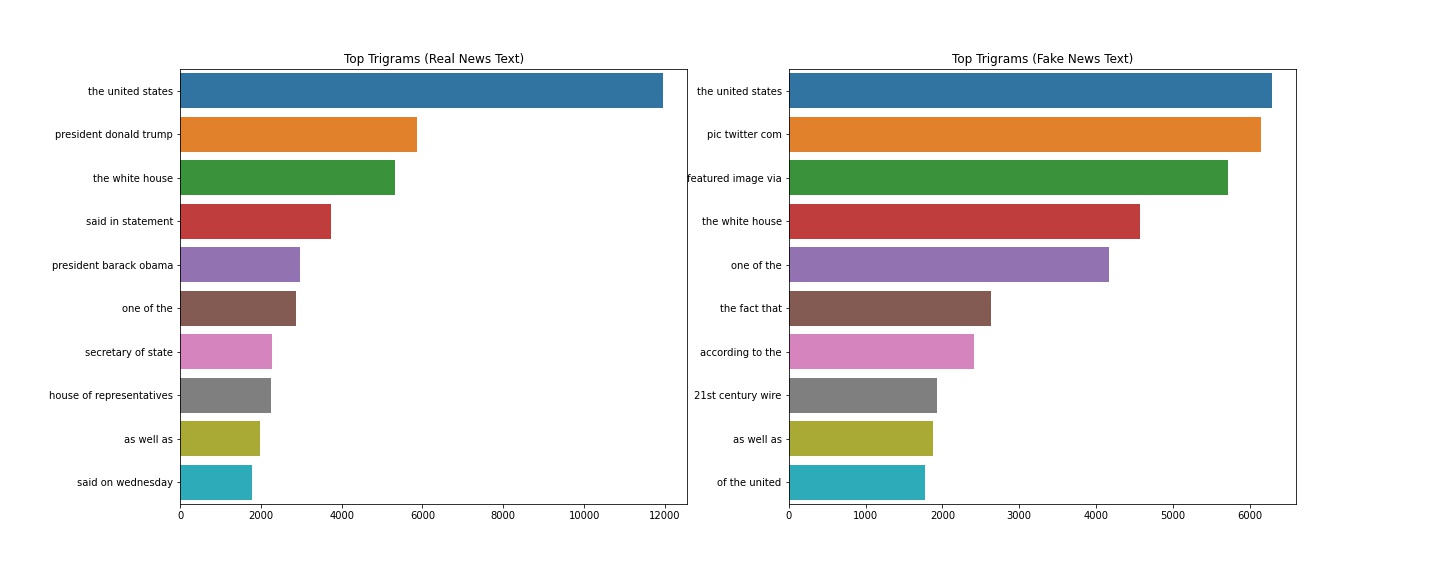 Top Trigrams (Real News Text)
the united states
president donald trump
the white house
said in statement
president barack obama
one of the
secretary of state
house of representatives
as well as
said on wednesday
0 2000 4000 6000 8000 10000 12000
Top Trigrams (Fake News Text)
the united states
pic twitter com
featured image via
the white house
one of the
the fact that
according to the
21st century wire
as well as
of the united
0 1000 2000 3000 4000 5000 6000